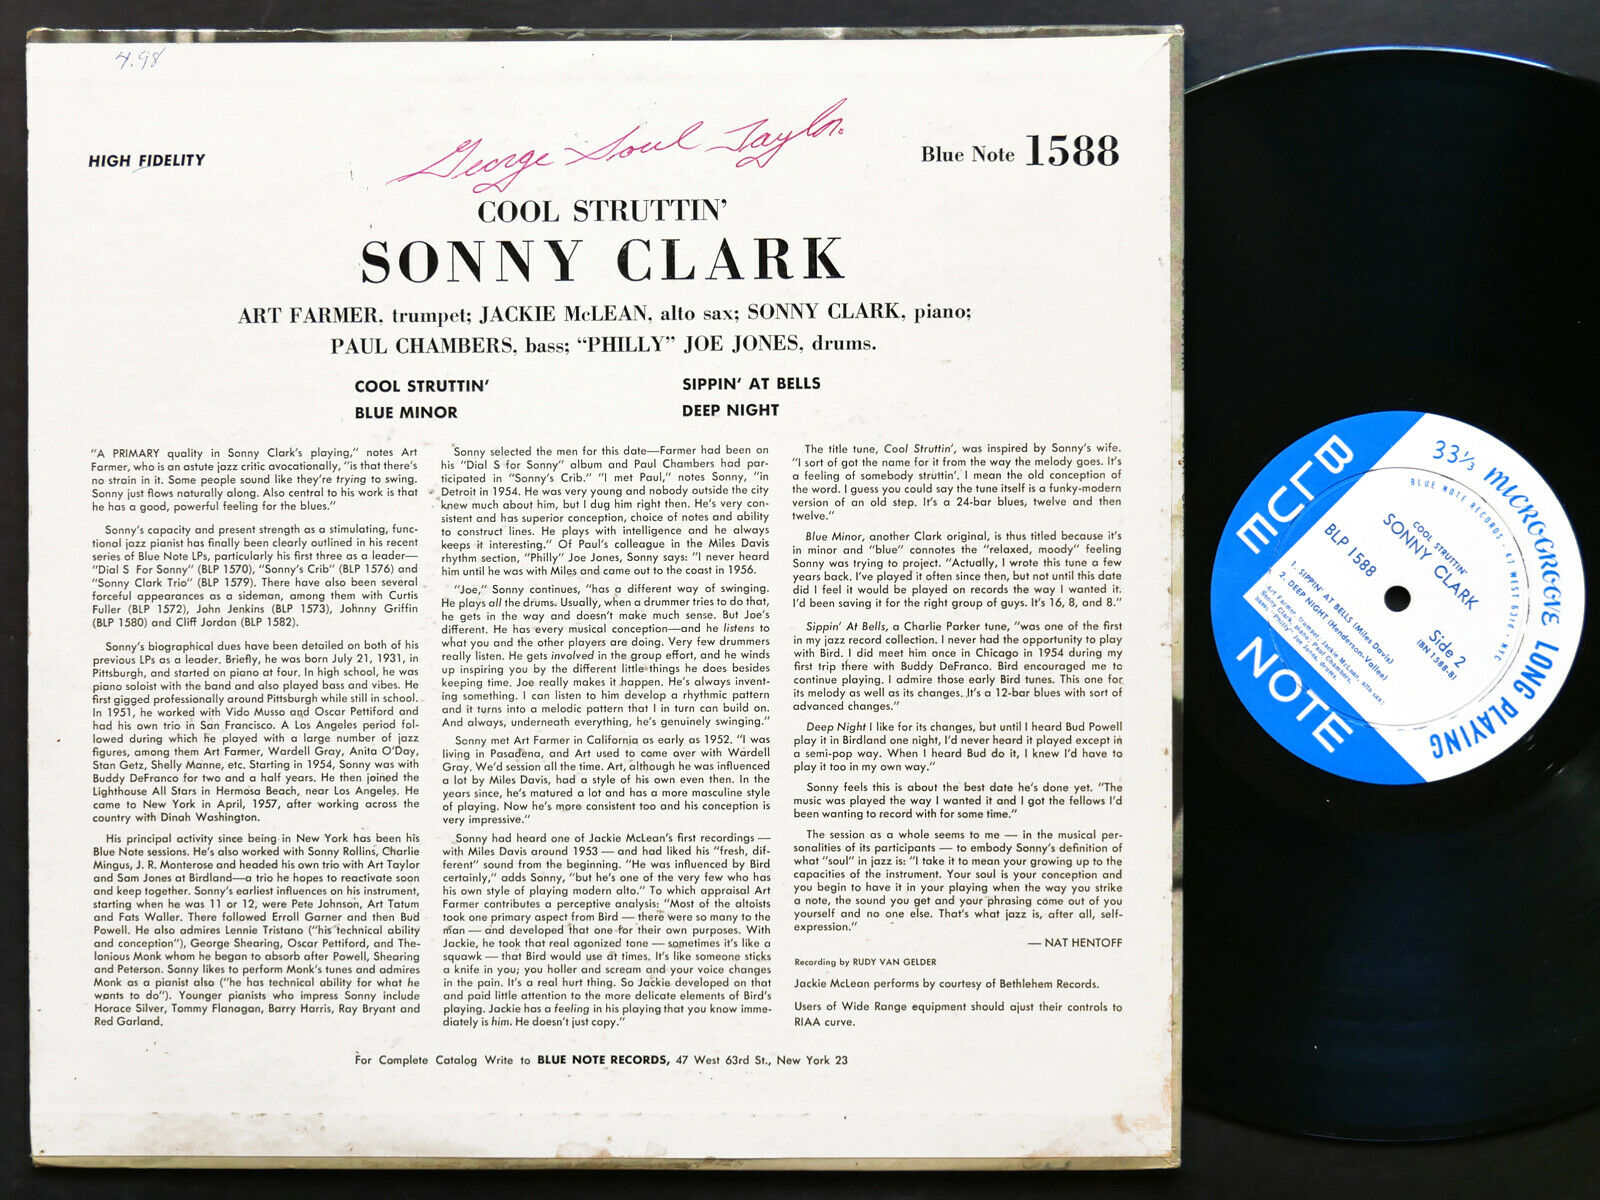 4.98
George Soul Taylor
HIGH FIDELITY
Blue Note 1588
COOL STRUTTIN'
SONNY CLARK
ART FARMER, trumpet; JACKIE McLEAN, alto sax; SONNY CLARK, piano;
PAUL CHAMBERS, bass; "PHILLY" JOE JONES, drums.
COOL STRUTTIN'
BLUE MINOR
SIPPIN' AT BELLS
DEEP NIGHT
"A PRIMARY quality in Sonny Clark's playing," notes Art
Farmer, who is an astute jazz critic avocationally, "is that there's
no strain in it. Some people sound like they're trying to swing.
Sonny just flows naturally along. Also central to his work is that
he has a good, powerful feeling for the blues."
Sonny's capacity and present strength as a stimulating, func-
tional jazz pianist has finally been clearly outlined in his recent
series of Blue Note LPs, particularly his first three as a leader—
"Dial S For Sonny" (BLP 1570), "Sonny's Crib" (BLP 1576) and
"Sonny Clark Trio" (BLP 1579). There have also been several
forceful appearances as a sideman, among them with Curtis
Fuller (BLP 1572), John Jenkins (BLP 1573), Johnny Griffin
(BLP 1580) and Cliff Jordan (BLP 1582).
Sonny's biographical dues have been detailed on both of his
previous LPs as a leader. Briefly, he was born July 21, 1931, in
Pittsburgh, and started on piano at four. In high school, he was
piano soloist with the band and also played bass and vibes. He
first gigged professionally around Pittsburgh while still in school.
In 1951, he worked with Vido Musso and Oscar Pettiford and
had his own trio in San Francisco. A Los Angeles period fol-
lowed during which he played with a large number of jazz
figures, among them Art Farmer, Wardell Gray, Anita O'Day,
Stan Getz, Shelly Manne, etc. Starting in 1954, Sonny was with
Buddy DeFranco for two and a half years. He then joined the
Lighthouse All Stars in Hermosa Beach, near Los Angeles. He
came to New York in April, 1957, after working across the
country with Dinah Washington.
His principal activity since being in New York has been his
Blue Note sessions. He's also worked with Sonny Rollins, Charlie
Mingus, J. R. Monterose and headed his own trio with Art Taylor
and Sam Jones at Birdland—a trio he hopes to reactivate soon
and keep together. Sonny's earliest influences on his instrument,
starting when he was 11 or 12, were Pete Johnson, Art Tatum
and Fats Waller. There followed Erroll Garner and then Bud
Powell. He also admires Lennie Tristano ("his technical ability
and conception"), George Shearing, Oscar Pettiford, and The-
lonious Monk whom he began to absorb after Powell, Shearing
and Peterson. Sonny likes to perform Monk's tunes and admires
Monk as a pianist also ("he has technical ability for what he
wants to do"). Younger pianists who impress Sonny include
Horace Silver, Tommy Flanagan, Barry Harris, Ray Bryant and
Red Garland.
Sonny selected the men for this date—Farmer had been on
his "Dial S for Sonny" album and Paul Chambers had par-
ticipated in "Sonny's Crib." "I met Paul," notes Sonny, "in
Detroit in 1954. He was very young and nobody outside the city
knew much about him, but I dug him right then. He's very con-
sistent and has superior conception, choice of notes and ability
to construct lines. He plays with intelligence and he always
keeps it interesting." Of Paul's colleague in the Miles Davis
rhythm section, "Philly" Joe Jones, Sonny says: "I never heard
him until he was with Miles and came out to the coast in 1956.
"Joe," Sonny continues, "has a different way of swinging.
He plays all the drums. Usually, when a drummer tries to do that,
he gets in the way and doesn't make much sense. But Joe's
different. He has every musical conception—and he listens to
what you and the other players are doing. Very few drummers
really listen. He gets involved in the group effort, and he winds
up inspiring you by the different little things he does besides
keeping time. Joe really makes it happen. He's always invent-
ing something. I can listen to him develop a rhythmic pattern
and it turns into a melodic pattern that I in turn can build on.
And always, underneath everything, he's genuinely swinging."
Sonny met Art Farmer in California as early as 1952. "I was
living in Pasadena, and Art used to come over with Wardell
Gray. We'd session all the time. Art, although he was influenced
a lot by Miles Davis, had a style of his own even then. In the
years since, he's matured a lot and has a more masculine style
of playing. Now he's more consistent too and his conception is
very impressive."
Sonny had heard one of Jackie McLean's first recordings —
with Miles Davis around 1953 — and had liked his "fresh, dif-
ferent" sound from the beginning. "He was influenced by Bird
certainly," adds Sonny, "but he's one of the very few who has
his own style of playing modern alto." To which appraisal Art
Farmer contributes a perceptive analysis: "Most of the altoists
took one primary aspect from Bird — there were so many to the
man — and developed that one for their own purposes. With
Jackie, he took that real agonized tone — sometimes it's like a
squawk — that Bird would use at times. It's like someone sticks
a knife in you; you holler and scream and your voice changes
in the pain. It's a real hurt thing. So Jackie developed on that
and paid little attention to the more delicate elements of Bird's
playing. Jackie has a feeling in his playing that you know imme-
diately is him. He doesn't just copy."
The title tune, Cool Struttin', was inspired by Sonny's wife.
"I sort of got the name for it from the way the melody goes. It's
a feeling of somebody struttin'. I mean the old conception of
the word. I guess you could say the tune itself is a funky-modern
version of an old step. It's a 24-bar blues, twelve and then
twelve."
Blue Minor, another Clark original, is thus titled because it's
in minor and "blue" connotes the "relaxed, moody" feeling
Sonny was trying to project. "Actually, I wrote this tune a few
years back. I've played it often since then, but not until this date
did I feel it would be played on records the way I wanted it.
I'd been saving it for the right group of guys. It's 16, 8, and 8."
Sippin' At Bells, a Charlie Parker tune, "was one of the first
in my jazz record collection. I never had the opportunity to play
with Bird. I did meet him once in Chicago in 1954 during my
first trip there with Buddy DeFranco. Bird encouraged me to
continue playing. I admire those early Bird tunes. This one for
its melody as well as its changes. It's a 12-bar blues with sort of
advanced changes."
Deep Night I like for its changes, but until I heard Bud Powell
play it in Birdland one night, I'd never heard it played except in
a semi-pop way. When I heard Bud do it, I knew I'd have to
play it too in my own way."
Sonny feels this is about the best date he's done yet. "The
music was played the way I wanted it and I got the fellows I'd
been wanting to record with for some time."
The session as a whole seems to me — in the musical per-
sonalities of its participants — to embody Sonny's definition of
what "soul" in jazz is: "I take it to mean your growing up to the
capacities of the instrument. Your soul is your conception and
you begin to have it in your playing when the way you strike
a note, the sound you get and your phrasing come out of you
yourself and no one else. That's what jazz is, after all, self-
expression."
— NAT HENTOFF
Recording by RUDY VAN GELDER
Jackie McLean performs by courtesy of Bethlehem Records.
Users of Wide Range equipment should ajust their controls to
RIAA curve.
For Complete Catalog Write to BLUE NOTE RECORDS, 47 West 63rd St., New York 23
BLUE NOTE
33⅓ MICROGROOVE LONG PLAYING
BLUE NOTE RECORDS · 47 WEST 63rd · NYC
COOL STRUTTIN'
SONNY CLARK
BLP 1588
Side 2
(BN 1588-B)
1. SIPPIN' AT BELLS (Miles Davis)
2. DEEP NIGHT (Henderson-Vallee)
Art Farmer, trumpet; Jackie McLean, alto sax;
Sonny Clark, piano; Paul Chambers,
bass; "Philly" Joe Jones, drums.